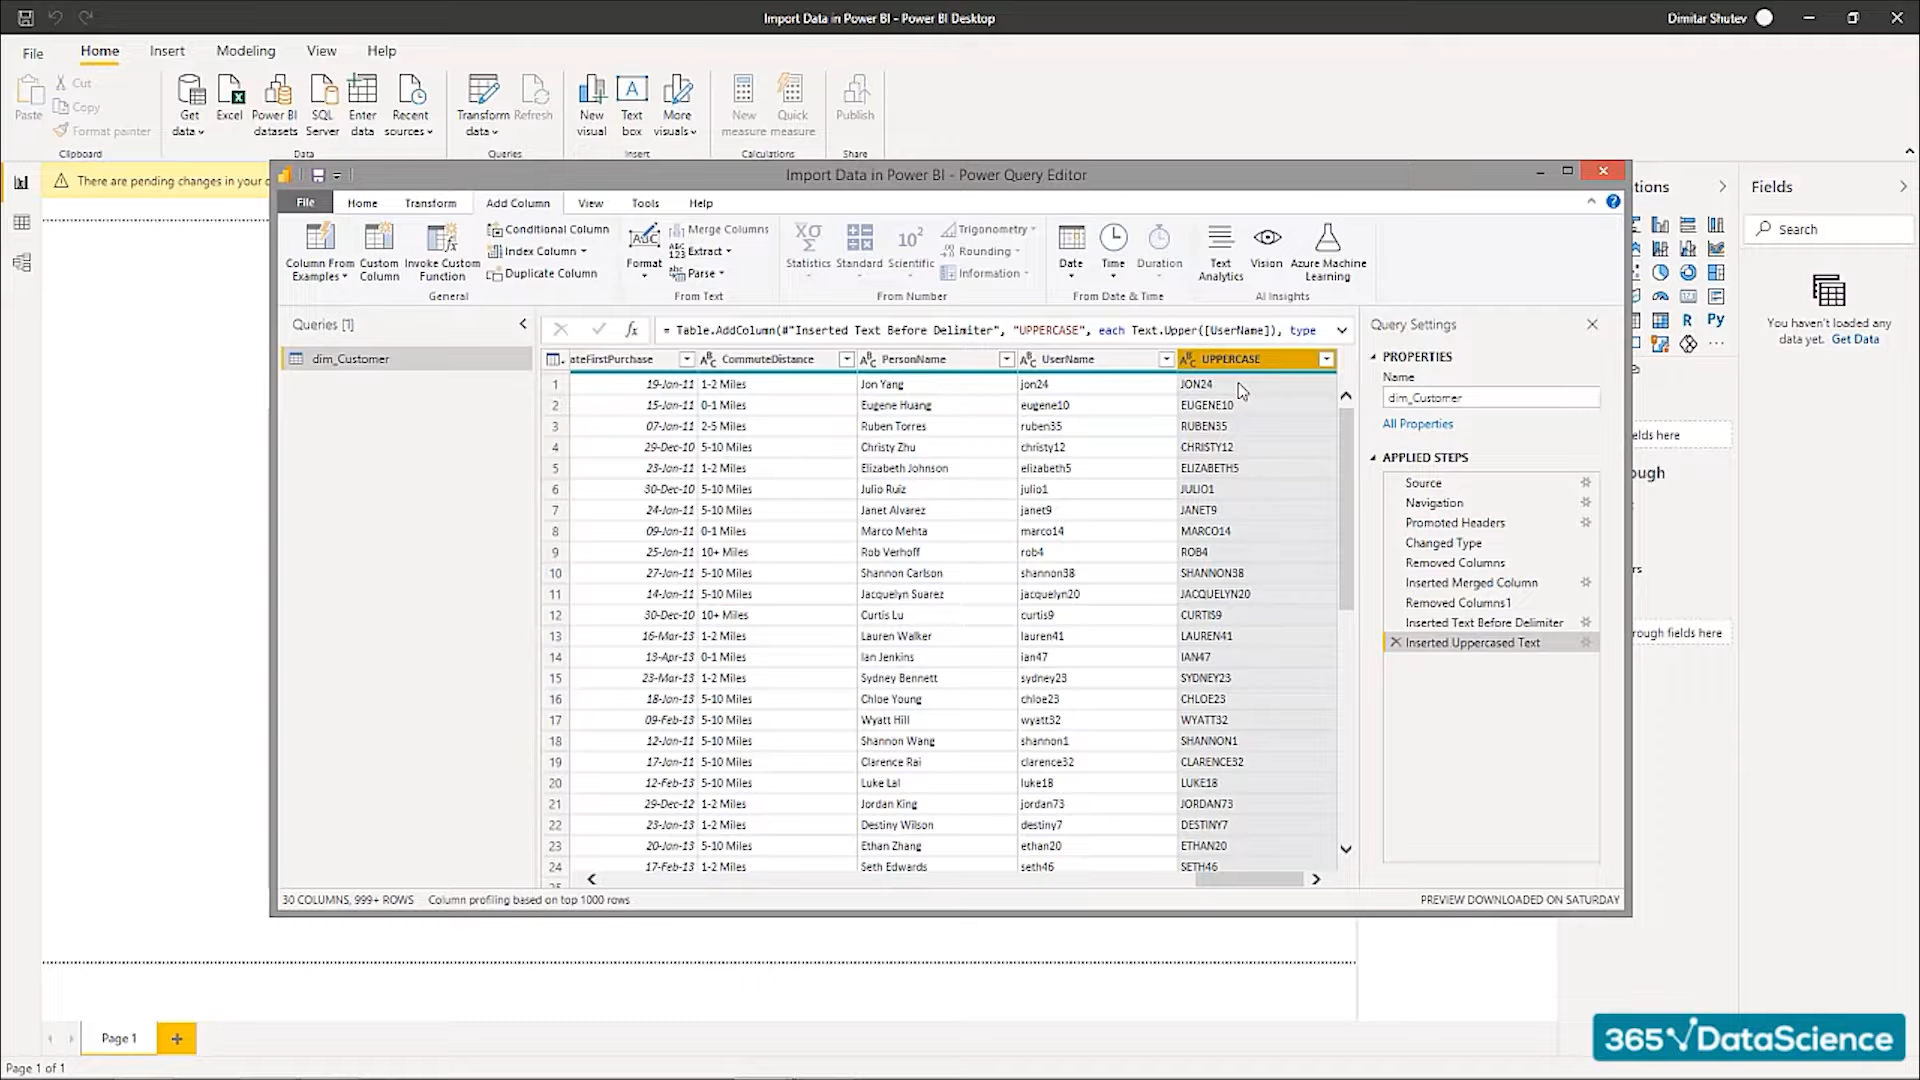 Import Data in Power BI - Power BI Desktop
Dimitar Shutev
File Home Insert Modeling View Help
Paste
Cut
Copy
Format painter
Clipboard
Get data
Excel
Power BI datasets
SQL Server
Enter data
Recent sources
Data
Transform data
Refresh
Queries
New visual
Text box
More visuals
Insert
New measure
Quick measure
Calculations
Publish
Share
There are pending changes in your
Import Data in Power BI - Power Query Editor
File Home Transform Add Column View Tools Help
Column From Examples
Custom Column
Invoke Custom Function
Conditional Column
Index Column
Duplicate Column
General
Format
Merge Columns
Extract
Parse
From Text
Statistics
Standard
Scientific
Trigonometry
Rounding
Information
From Number
Date
Time
Duration
From Date & Time
Text Analytics
Vision
Azure Machine Learning
AI Insights
Queries [1]
dim_Customer
= Table.AddColumn(#"Inserted Text Before Delimiter", "UPPERCASE", each Text.Upper([UserName]), type
ateFirstPurchase CommuteDistance PersonName UserName UPPERCASE
1 19-Jan-11 1-2 Miles Jon Yang jon24 JON24
2 15-Jan-11 0-1 Miles Eugene Huang eugene10 EUGENE10
3 07-Jan-11 2-5 Miles Ruben Torres ruben35 RUBEN35
4 29-Dec-10 5-10 Miles Christy Zhu christy12 CHRISTY12
5 23-Jan-11 1-2 Miles Elizabeth Johnson elizabeth5 ELIZABETH5
6 30-Dec-10 5-10 Miles Julio Ruiz julio1 JULIO1
7 24-Jan-11 5-10 Miles Janet Alvarez janet9 JANET9
8 09-Jan-11 0-1 Miles Marco Mehta marco14 MARCO14
9 25-Jan-11 10+ Miles Rob Verhoff rob4 ROB4
10 27-Jan-11 5-10 Miles Shannon Carlson shannon38 SHANNON38
11 14-Jan-11 5-10 Miles Jacquelyn Suarez jacquelyn20 JACQUELYN20
12 30-Dec-10 10+ Miles Curtis Lu curtis9 CURTIS9
13 16-Mar-13 1-2 Miles Lauren Walker lauren41 LAUREN41
14 13-Apr-13 0-1 Miles Ian Jenkins ian47 IAN47
15 23-Mar-13 1-2 Miles Sydney Bennett sydney23 SYDNEY23
16 18-Jan-13 5-10 Miles Chloe Young chloe23 CHLOE23
17 09-Feb-13 5-10 Miles Wyatt Hill wyatt32 WYATT32
18 12-Jan-11 5-10 Miles Shannon Wang shannon1 SHANNON1
19 17-Jan-11 5-10 Miles Clarence Rai clarence32 CLARENCE32
20 12-Feb-13 5-10 Miles Luke Lal luke18 LUKE18
21 29-Dec-12 1-2 Miles Jordan King jordan73 JORDAN73
22 23-Jan-13 1-2 Miles Destiny Wilson destiny7 DESTINY7
23 20-Jan-13 5-10 Miles Ethan Zhang ethan20 ETHAN20
24 17-Feb-13 1-2 Miles Seth Edwards seth46 SETH46
30 COLUMNS, 999+ ROWS Column profiling based on top 1000 rows
PREVIEW DOWNLOADED ON SATURDAY
Query Settings
PROPERTIES
Name
dim_Customer
All Properties
APPLIED STEPS
Source
Navigation
Promoted Headers
Changed Type
Removed Columns
Inserted Merged Column
Removed Columns1
Inserted Text Before Delimiter
Inserted Uppercased Text
tions
R Py
elds here
ough
rs
rough fields here
Fields
Search
You haven't loaded any
data yet. Get Data
Page 1
Page 1 of 1
365 DataScience